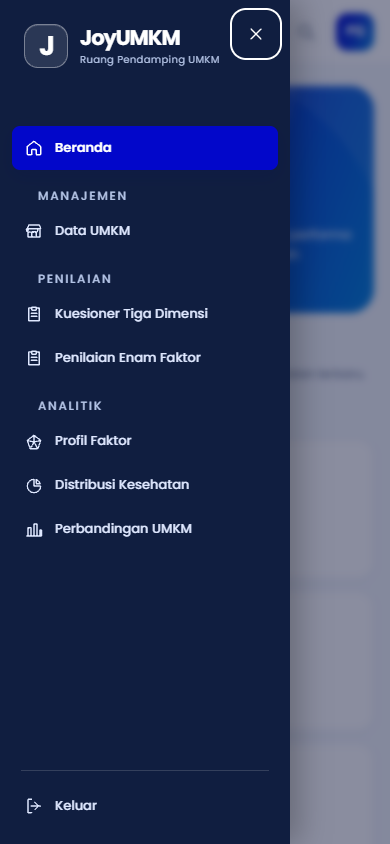 J
JoyUMKM
Ruang Pendamping UMKM
Beranda
MANAJEMEN
Data UMKM
PENILAIAN
Kuesioner Tiga Dimensi
Penilaian Enam Faktor
ANALITIK
Profil Faktor
Distribusi Kesehatan
Perbandingan UMKM
Keluar